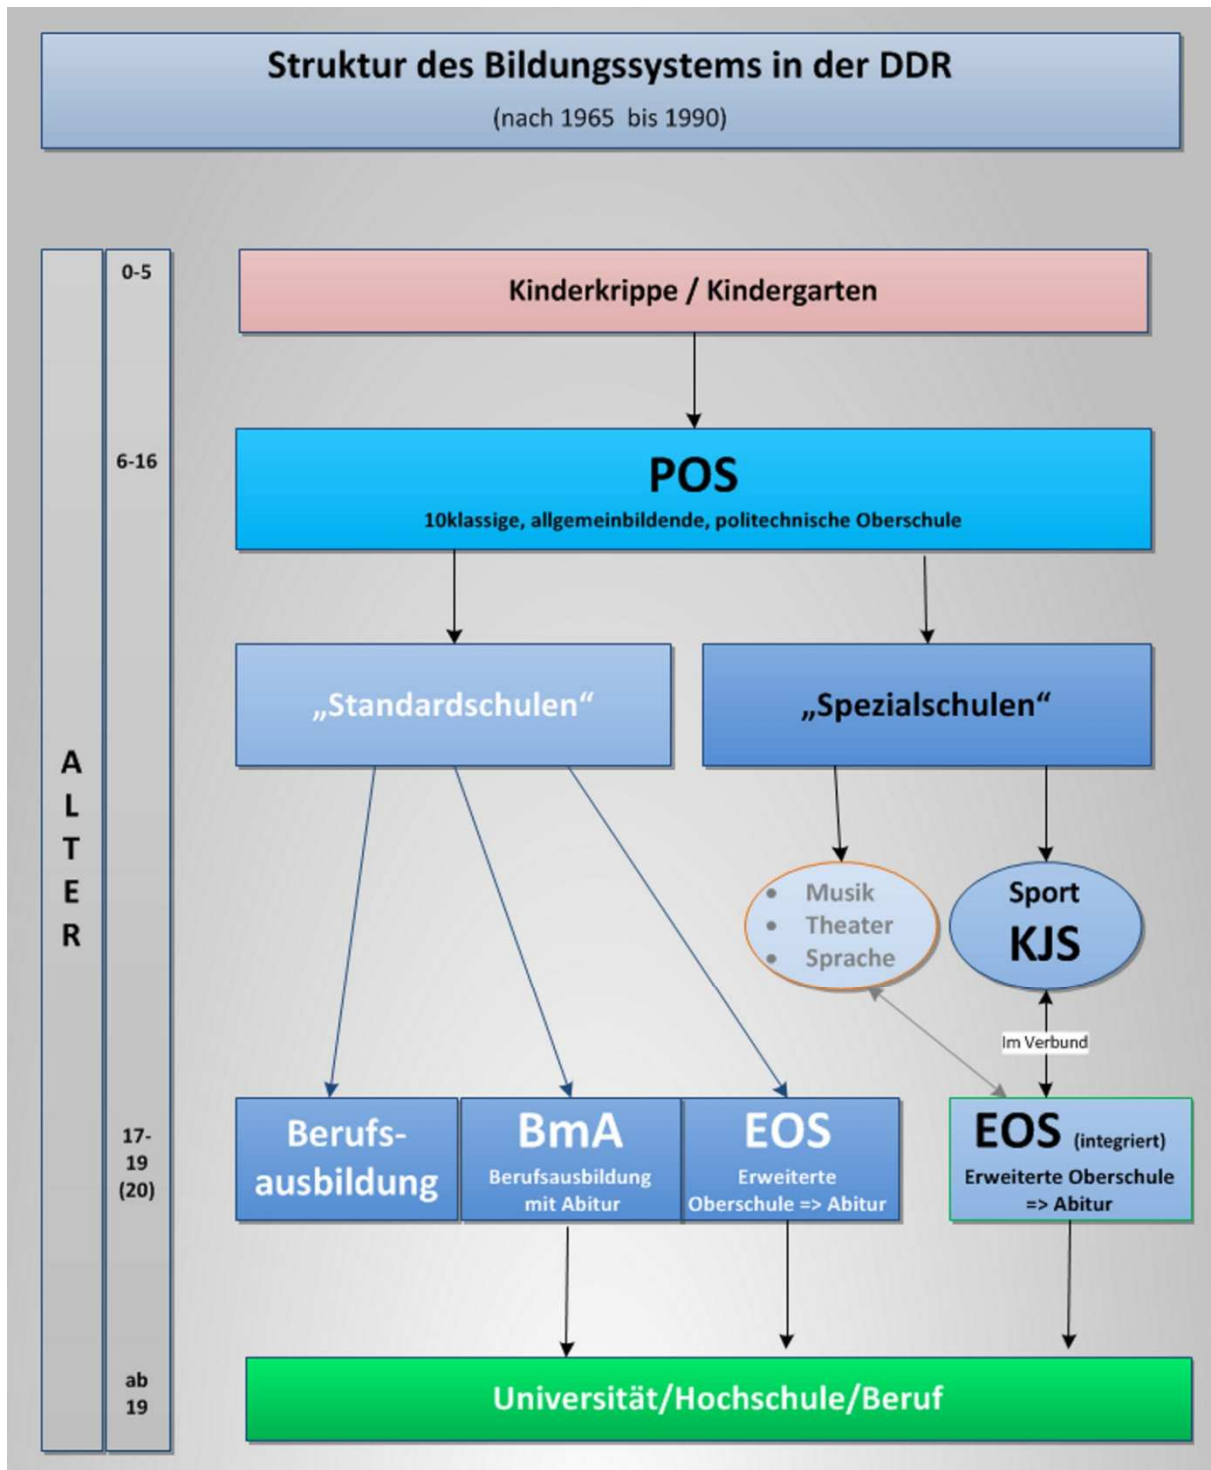 Struktur des Bildungssystems in der DDR
(nach 1965 bis 1990)
ALTER
0-5
Kinderkrippe / Kindergarten
6-16
POS
10klassige, allgemeinbildende, politechnische Oberschule
„Standardschulen“
„Spezialschulen“
• Musik
• Theater
• Sprache
Sport
KJS
Im Verbund
17-
19
(20)
Berufs-
ausbildung
BmA
Berufsausbildung
mit Abitur
EOS
Erweiterte
Oberschule => Abitur
EOS (integriert)
Erweiterte Oberschule
=> Abitur
ab
19
Universität/Hochschule/Beruf